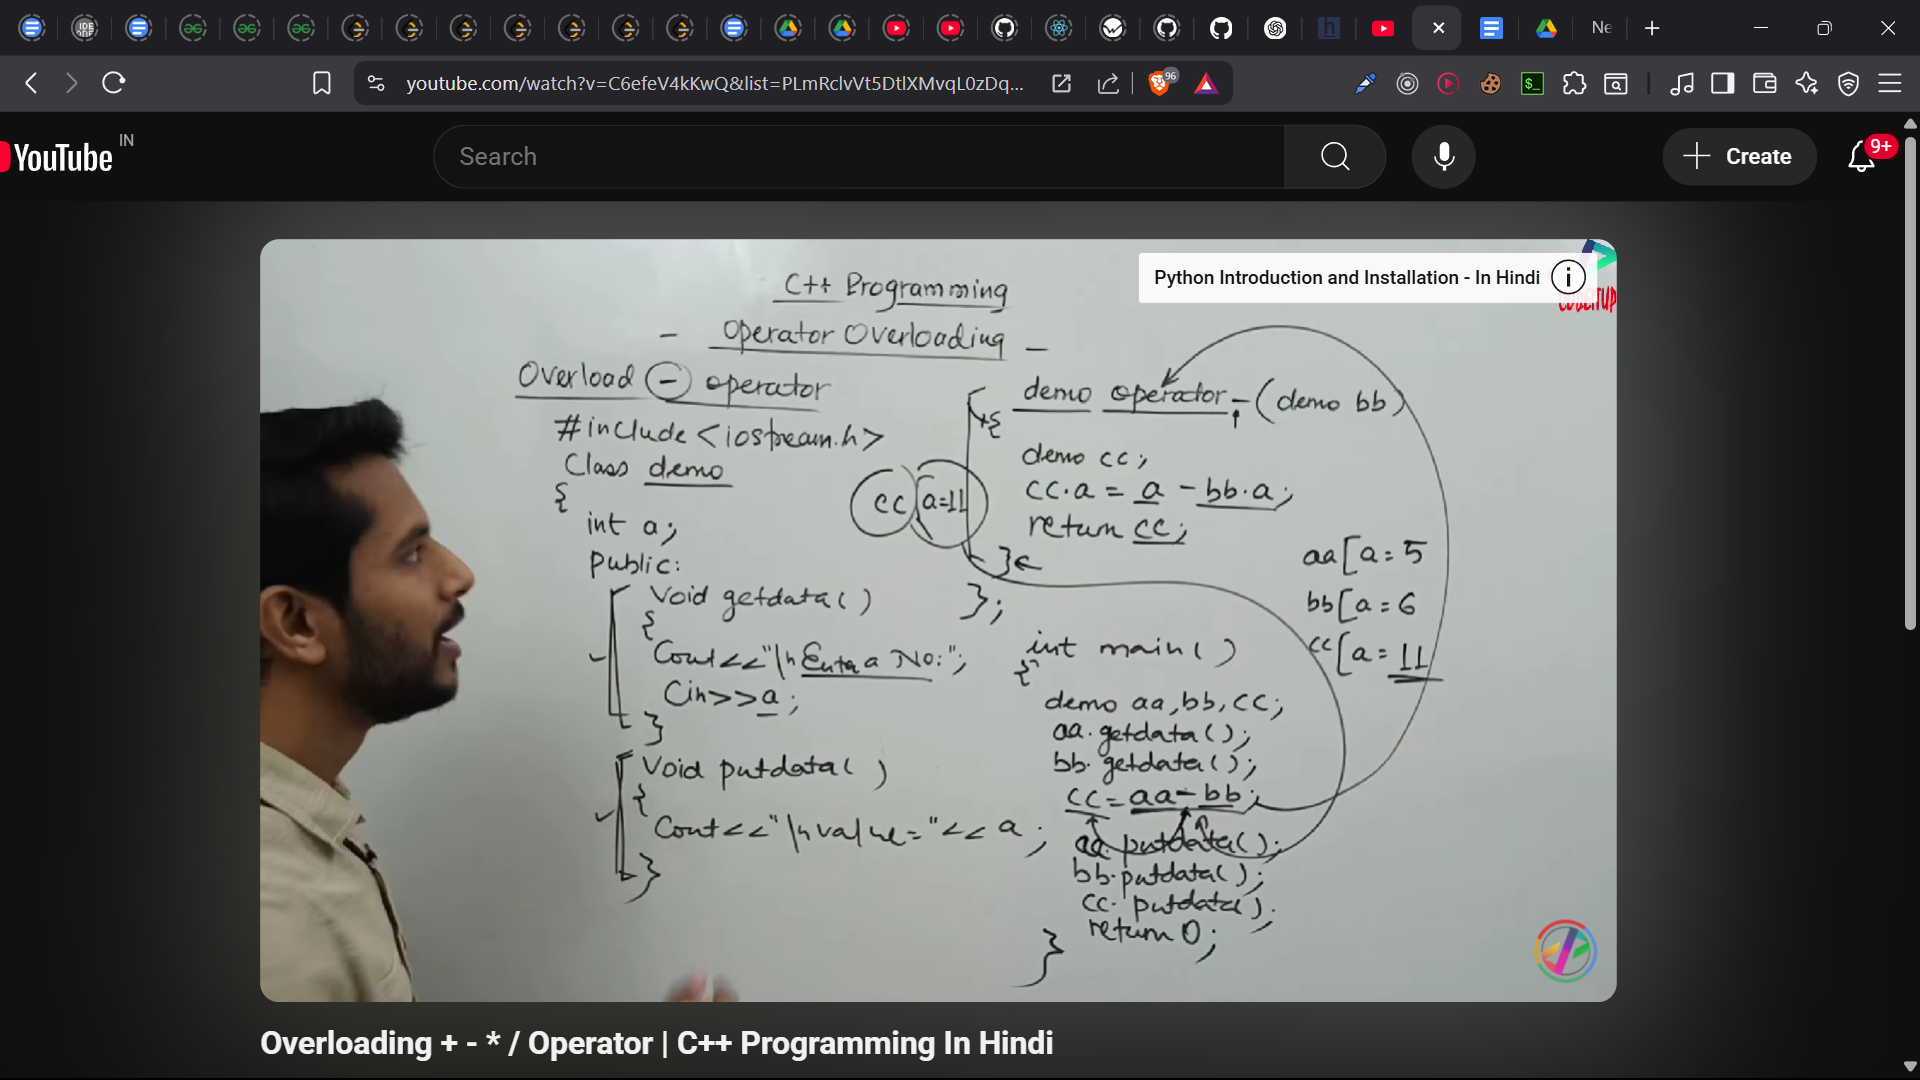 Ne
youtube.com/watch?v=C6efeV4kKwQ&list=PLmRclvVt5DtlXMvqL0zDq...
96
YouTube IN
Search
Create
9+
Python Introduction and Installation - In Hindi
C++ Programming
- Operator Overloading -
Overload - operator
#include <iostream.h>
Class demo
{
int a;
Public:
Void getdata()
{
Cout<<"\n Enter a No:";
Cin>>a;
}
Void putdata( )
{
Cout<<"\n value="<< a;
}
cc a=11
demo operator-(demo bb)
{
demo cc;
cc.a = a - bb.a;
return cc;
}
};
int main( )
{
demo aa,bb,cc;
aa.getdata();
bb.getdata();
cc=aa-bb;
aa.putdata();
bb.putdata();
cc.putdata();
return 0;
}
aa[a=5
bb[a=6
cc[a=11
Overloading + - * / Operator | C++ Programming In Hindi